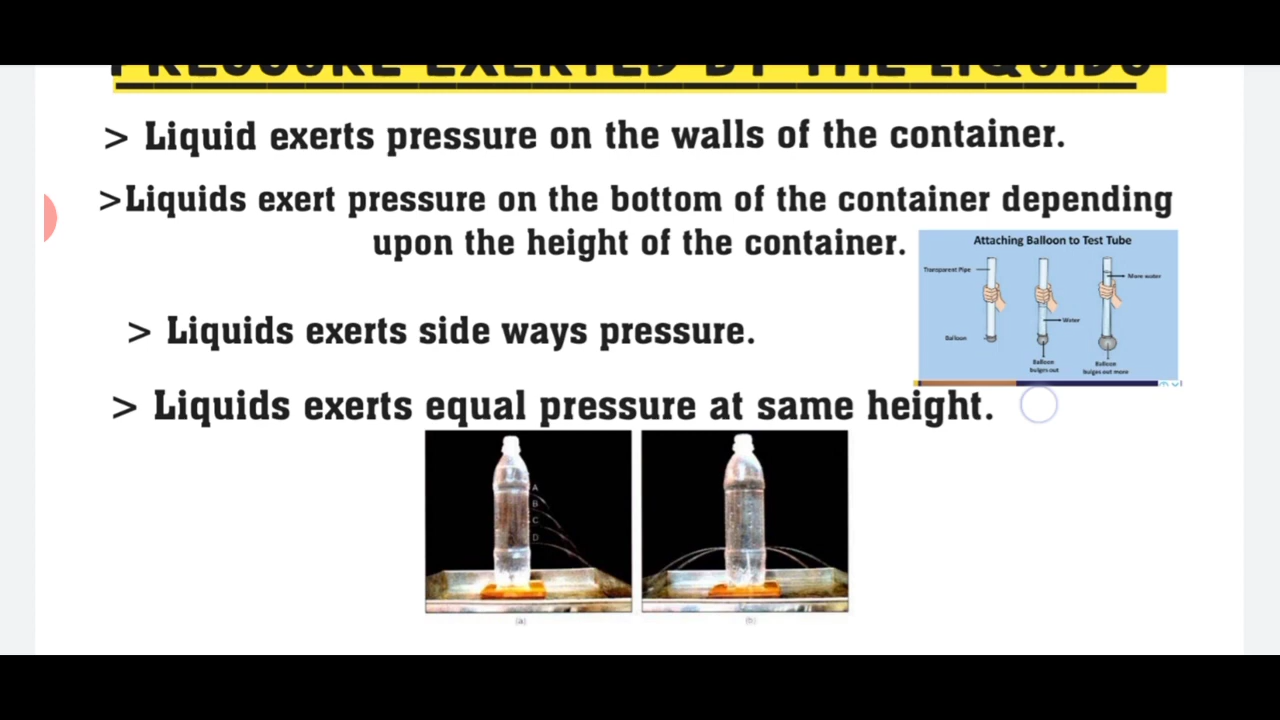 PRESSURE EXERTED BY THE LIQUIDS
> Liquid exerts pressure on the walls of the container.
>Liquids exert pressure on the bottom of the container depending
upon the height of the container.
Attaching Balloon to Test Tube
Transparent Pipe
More water
Water
Balloon
Balloon
bulges out
Balloon
bulges out more
> Liquids exerts side ways pressure.
> Liquids exerts equal pressure at same height.
A
B
C
D
(a)
(b)